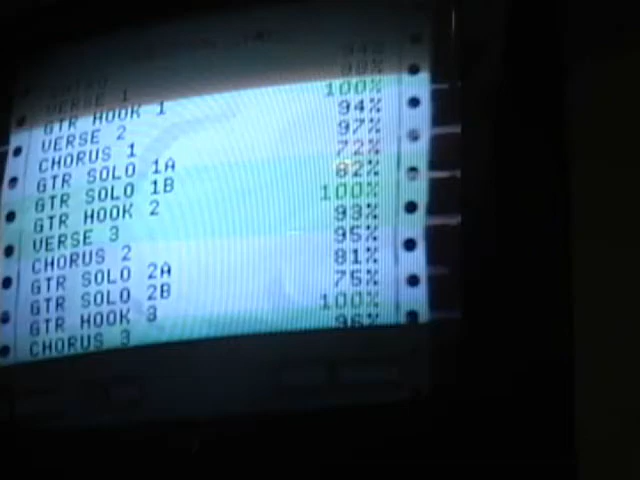 VERSE 1 98%
GTR HOOK 1 100%
VERSE 2 94%
CHORUS 1 97%
GTR SOLO 1A 72%
GTR SOLO 1B 82%
GTR HOOK 2 100%
VERSE 3 93%
CHORUS 2 95%
GTR SOLO 2A 81%
GTR SOLO 2B 75%
GTR HOOK 3 100%
CHORUS 3 96%